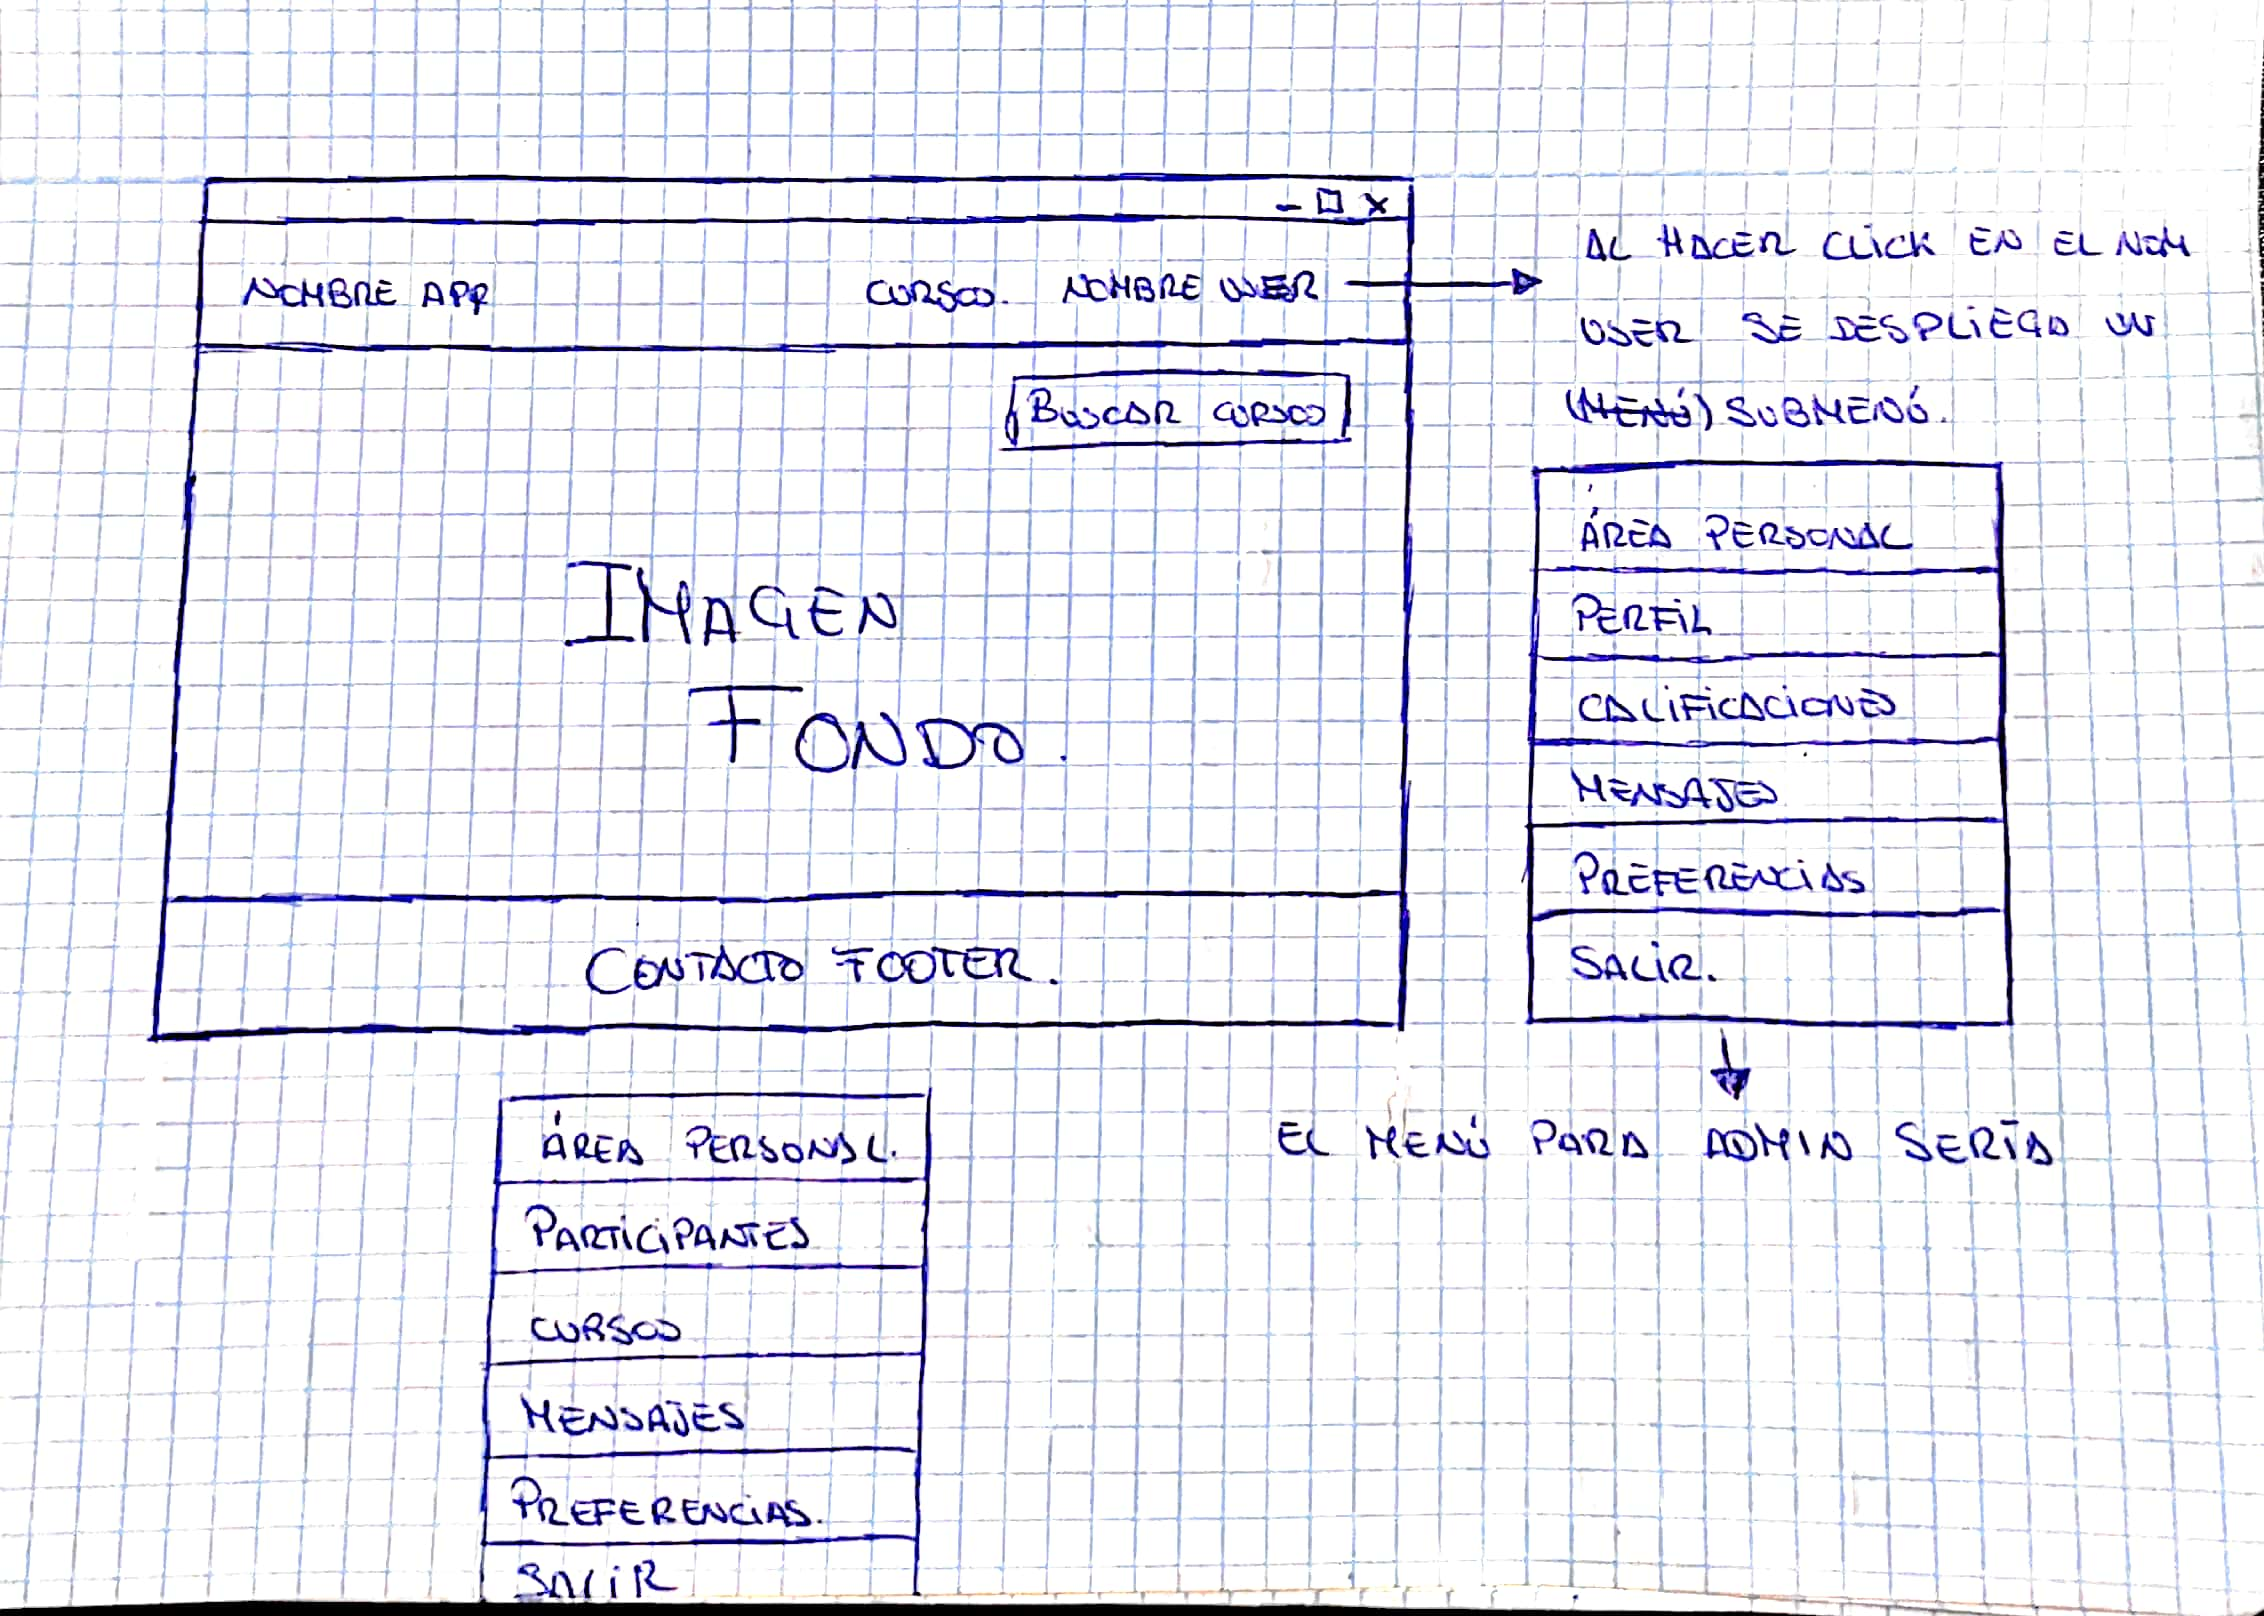 - □ X
NOMBRE APP
CURSOS. NOMBRE USER
AL HACER CLICK EN EL NOM
USER SE DESPLIEGA UN
(MENÚ) SUBMENÚ.
BUSCAR CURSOS
IMAGEN
FONDO.
CONTACTO FOOTER.
ÁREA PERSONAL
PERFIL
CALIFICACIONES
MENSAJES
PREFERENCIAS
SALIR.
EL MENÚ PARA ADMIN SERÍA
ÁREA PERSONAL.
PARTICIPANTES
CURSOS
MENSAJES
PREFERENCIAS.
SALIR